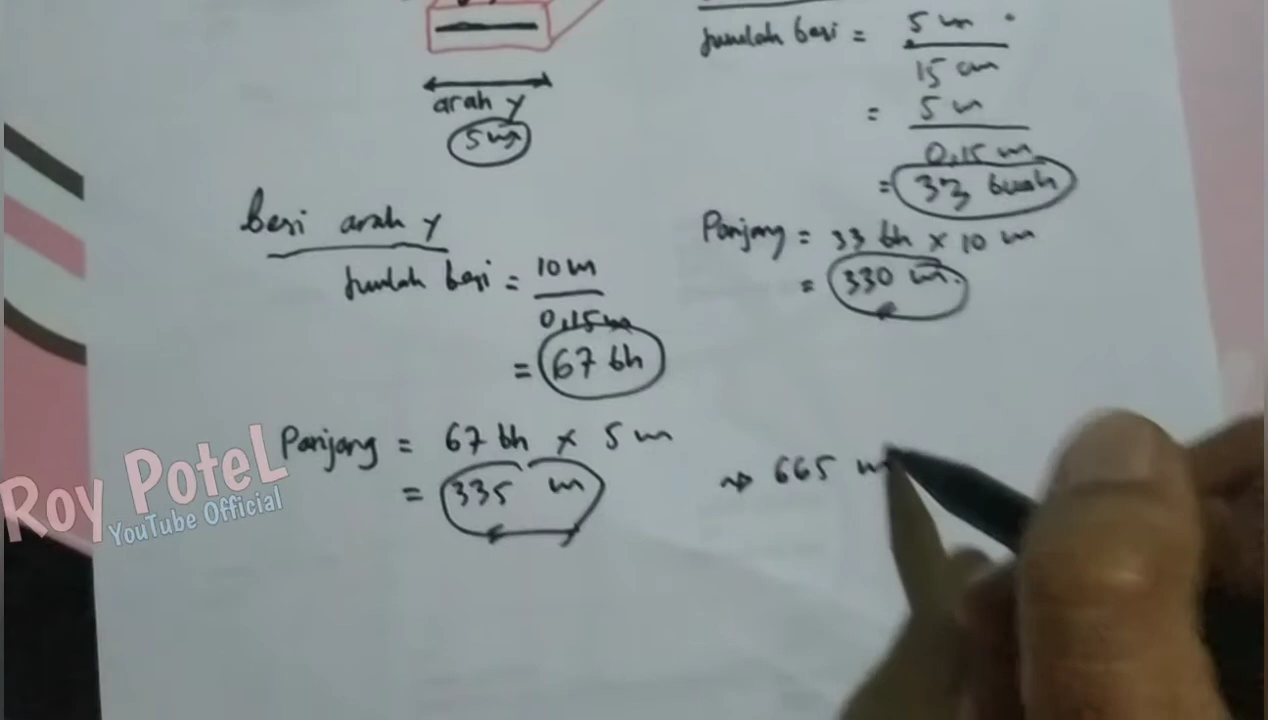 arah y
5 m
Jumlah besi = 5 m
15 cm
= 5 m
0,15 m
= 33 buah
Panjang = 33 bh x 10 m
= 330 m.
besi arah y
Jumlah besi = 10 m
0,15 m
= 67 bh
Panjang = 67 bh x 5 m
= 335 m
→ 665 m
Roy PoteL
YouTube Official